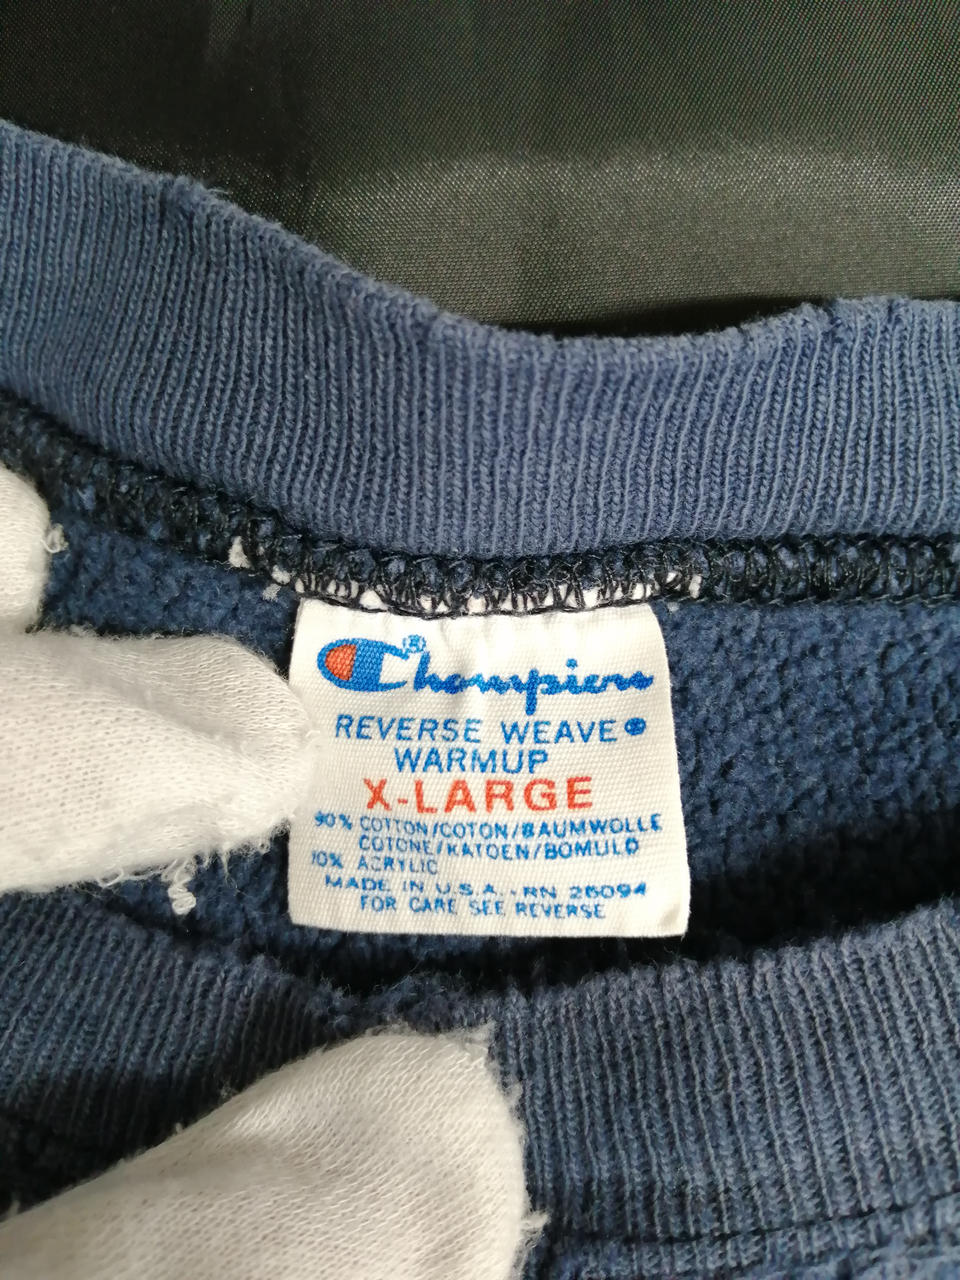 Champion®
REVERSE WEAVE®
WARMUP
X-LARGE
90% COTTON/COTON/BAUMWOLLE
COTONE/KATOEN/BOMULD
10% ACRYLIC
MADE IN U.S.A.-RN 26094
FOR CARE SEE REVERSE